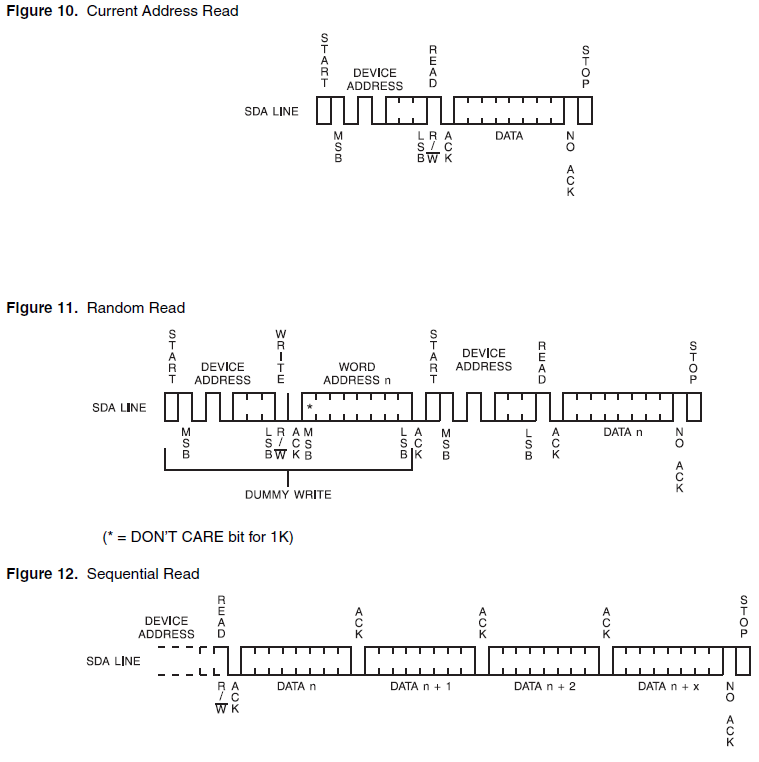 Figure 10. Current Address Read
START
DEVICE
ADDRESS
READ
STOP
SDA LINE
MSB
LSB
R/W
ACK
DATA
NO ACK
Figure 11. Random Read
START
DEVICE
ADDRESS
WRITE
WORD
ADDRESS n
START
DEVICE
ADDRESS
READ
STOP
SDA LINE
*
MSB
LSB
R/W
ACK
MSB
LSB
ACK
MSB
LSB
ACK
DATA n
NO ACK
DUMMY WRITE
(* = DON'T CARE bit for 1K)
Figure 12. Sequential Read
DEVICE
ADDRESS
READ
ACK
ACK
ACK
STOP
SDA LINE
R/W
ACK
DATA n
DATA n + 1
DATA n + 2
DATA n + x
NO ACK